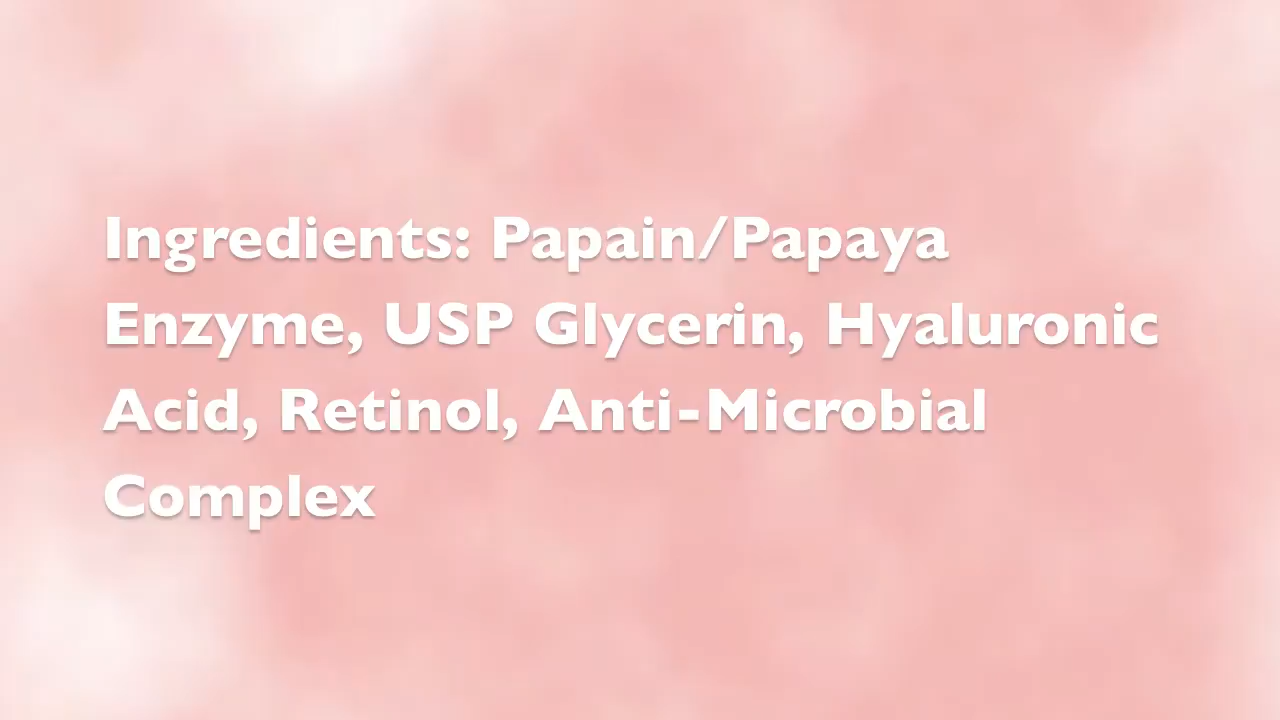 Ingredients: Papain/Papaya
Enzyme, USP Glycerin, Hyaluronic
Acid, Retinol, Anti-Microbial
Complex